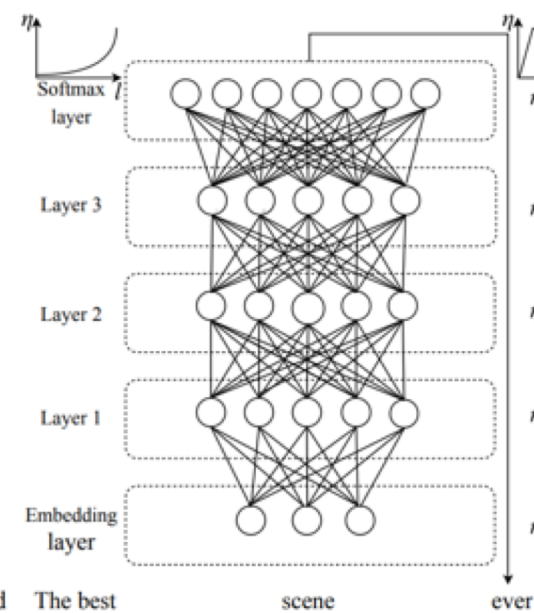 η
η
Softmax l
layer
Layer 3
Layer 2
Layer 1
Embedding
layer
The best scene ever